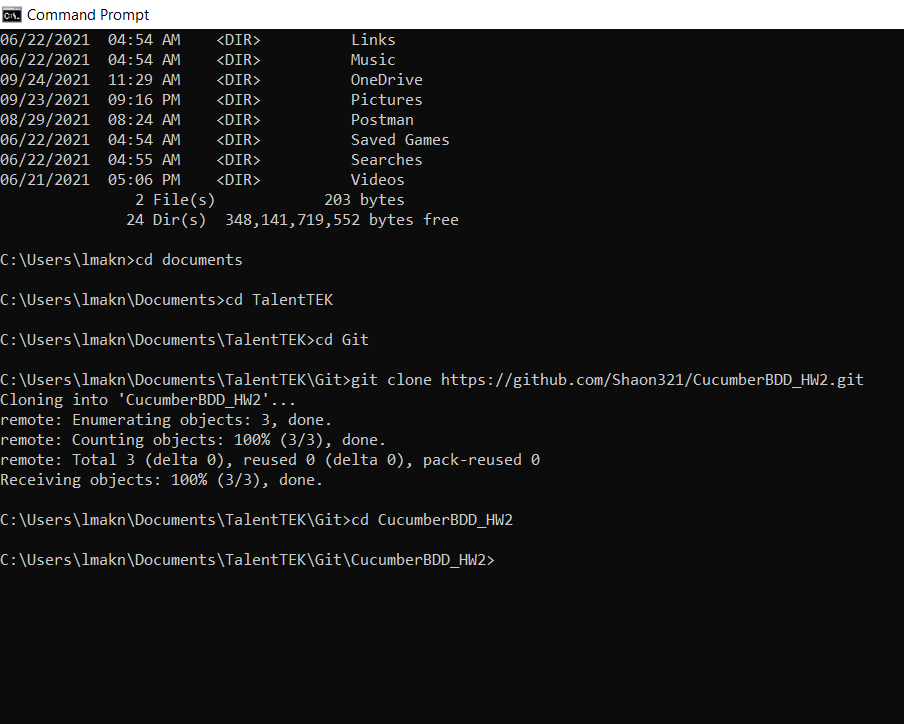 Command Prompt
06/22/2021  04:54 AM    <DIR>          Links
06/22/2021  04:54 AM    <DIR>          Music
09/24/2021  11:29 AM    <DIR>          OneDrive
09/23/2021  09:16 PM    <DIR>          Pictures
08/29/2021  08:24 AM    <DIR>          Postman
06/22/2021  04:54 AM    <DIR>          Saved Games
06/22/2021  04:55 AM    <DIR>          Searches
06/21/2021  05:06 PM    <DIR>          Videos
               2 File(s)            203 bytes
              24 Dir(s)  348,141,719,552 bytes free
C:\Users\lmakn>cd documents
C:\Users\lmakn\Documents>cd TalentTEK
C:\Users\lmakn\Documents\TalentTEK>cd Git
C:\Users\lmakn\Documents\TalentTEK\Git>git clone https://github.com/Shaon321/CucumberBDD_HW2.git
Cloning into 'CucumberBDD_HW2'...
remote: Enumerating objects: 3, done.
remote: Counting objects: 100% (3/3), done.
remote: Total 3 (delta 0), reused 0 (delta 0), pack-reused 0
Receiving objects: 100% (3/3), done.
C:\Users\lmakn\Documents\TalentTEK\Git>cd CucumberBDD_HW2
C:\Users\lmakn\Documents\TalentTEK\Git\CucumberBDD_HW2>